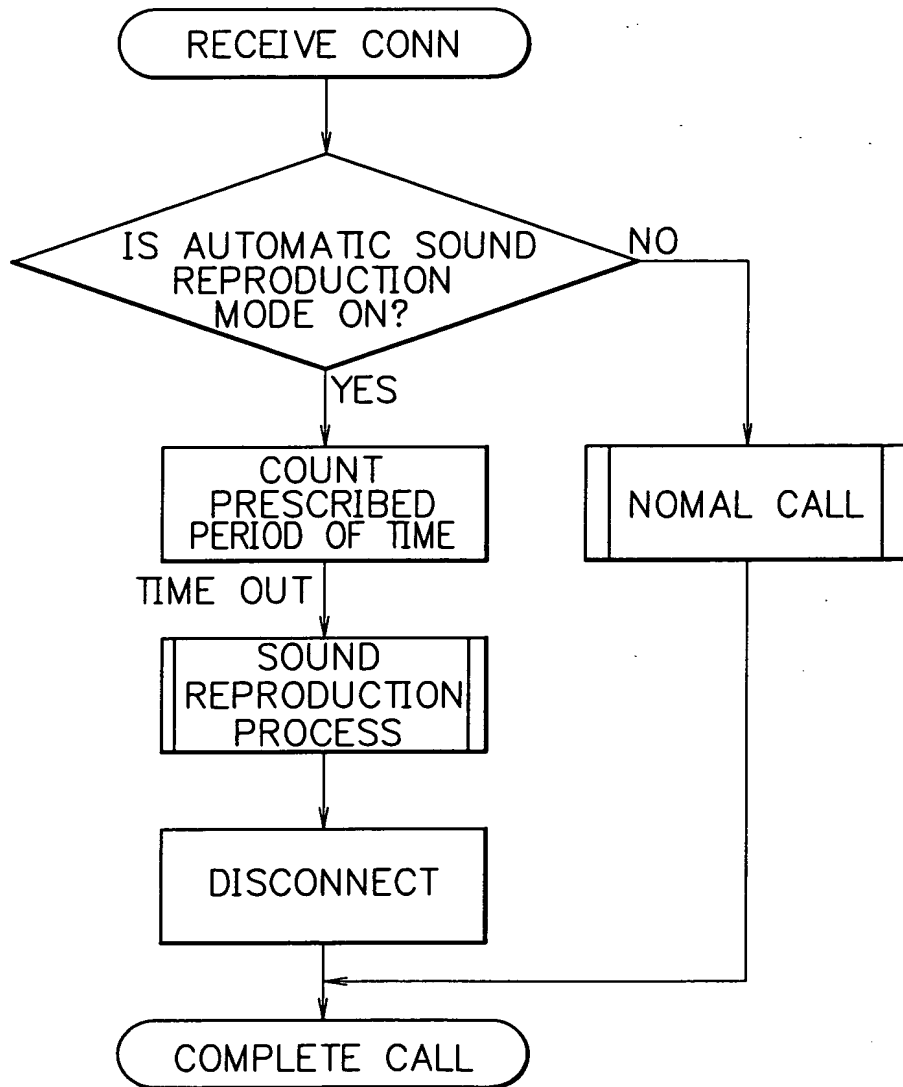 RECEIVE CONN
IS AUTOMATIC SOUND
REPRODUCTION
MODE ON?
NO
YES
COUNT
PRESCRIBED
PERIOD OF TIME
NOMAL CALL
TIME OUT
SOUND
REPRODUCTION
PROCESS
DISCONNECT
COMPLETE CALL